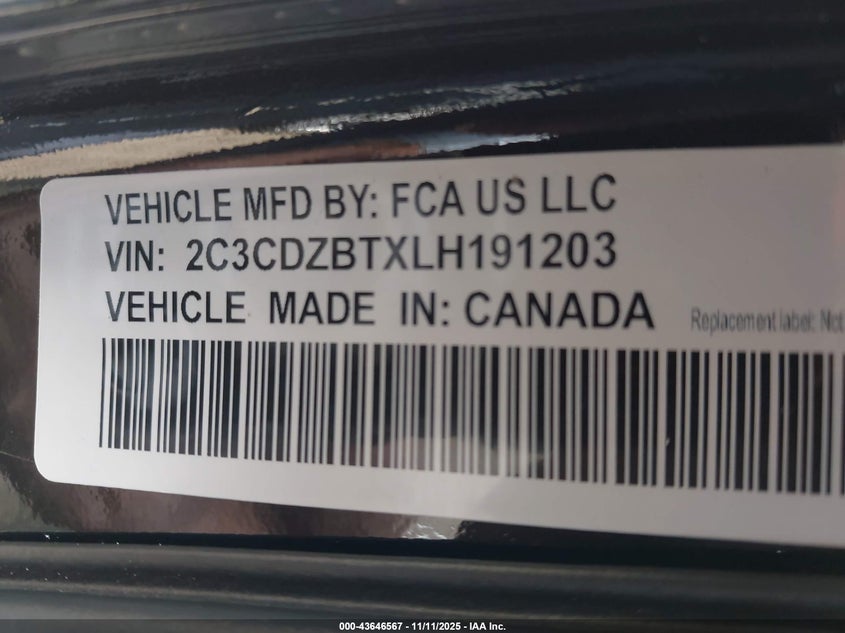 VEHICLE MFD BY: FCA US LLC
VIN: 2C3CDZBTXLH191203
VEHICLE MADE IN: CANADA
Replacement label: Not
000-43646567 - 11/11/2025 - IAA Inc.